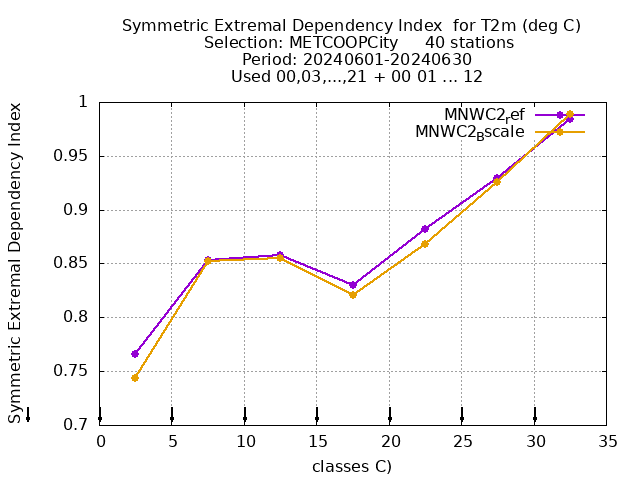 Symmetric Extremal Dependency Index  for T2m (deg C)
Selection: METCOOPCity     40 stations
Period: 20240601-20240630
Used 00,03,...,21 + 00 01 ... 12
MNWC2ref
MNWC2Bscale
Symmetric Extremal Dependency Index
1
0.95
0.9
0.85
0.8
0.75
0.7
0 5 10 15 20 25 30 35
classes C)